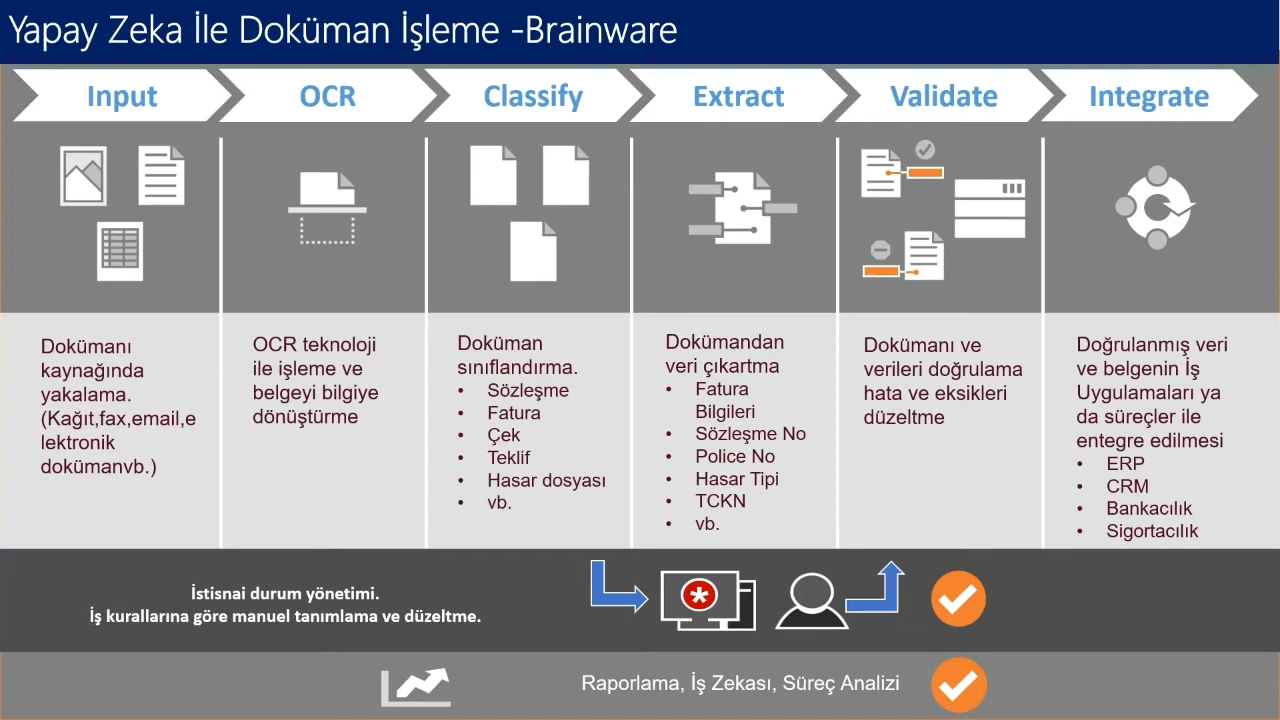 Yapay Zeka İle Doküman İşleme -Brainware
Input
OCR
Classify
Extract
Validate
Integrate
Dokümanı
kaynağında
yakalama.
(Kağıt,fax,email,e
lektronik
dokümanvb.)
OCR teknoloji
ile işleme ve
belgeyi bilgiye
dönüştürme
Doküman
sınıflandırma.
• Sözleşme
• Fatura
• Çek
• Teklif
• Hasar dosyası
• vb.
Dokümandan
veri çıkartma
• Fatura
Bilgileri
• Sözleşme No
• Police No
• Hasar Tipi
• TCKN
• vb.
Dokümanı ve
verileri doğrulama
hata ve eksikleri
düzeltme
Doğrulanmış veri
ve belgenin İş
Uygulamaları ya
da süreçler ile
entegre edilmesi
• ERP
• CRM
• Bankacılık
• Sigortacılık
İstisnai durum yönetimi.
İş kurallarına göre manuel tanımlama ve düzeltme.
Raporlama, İş Zekası, Süreç Analizi